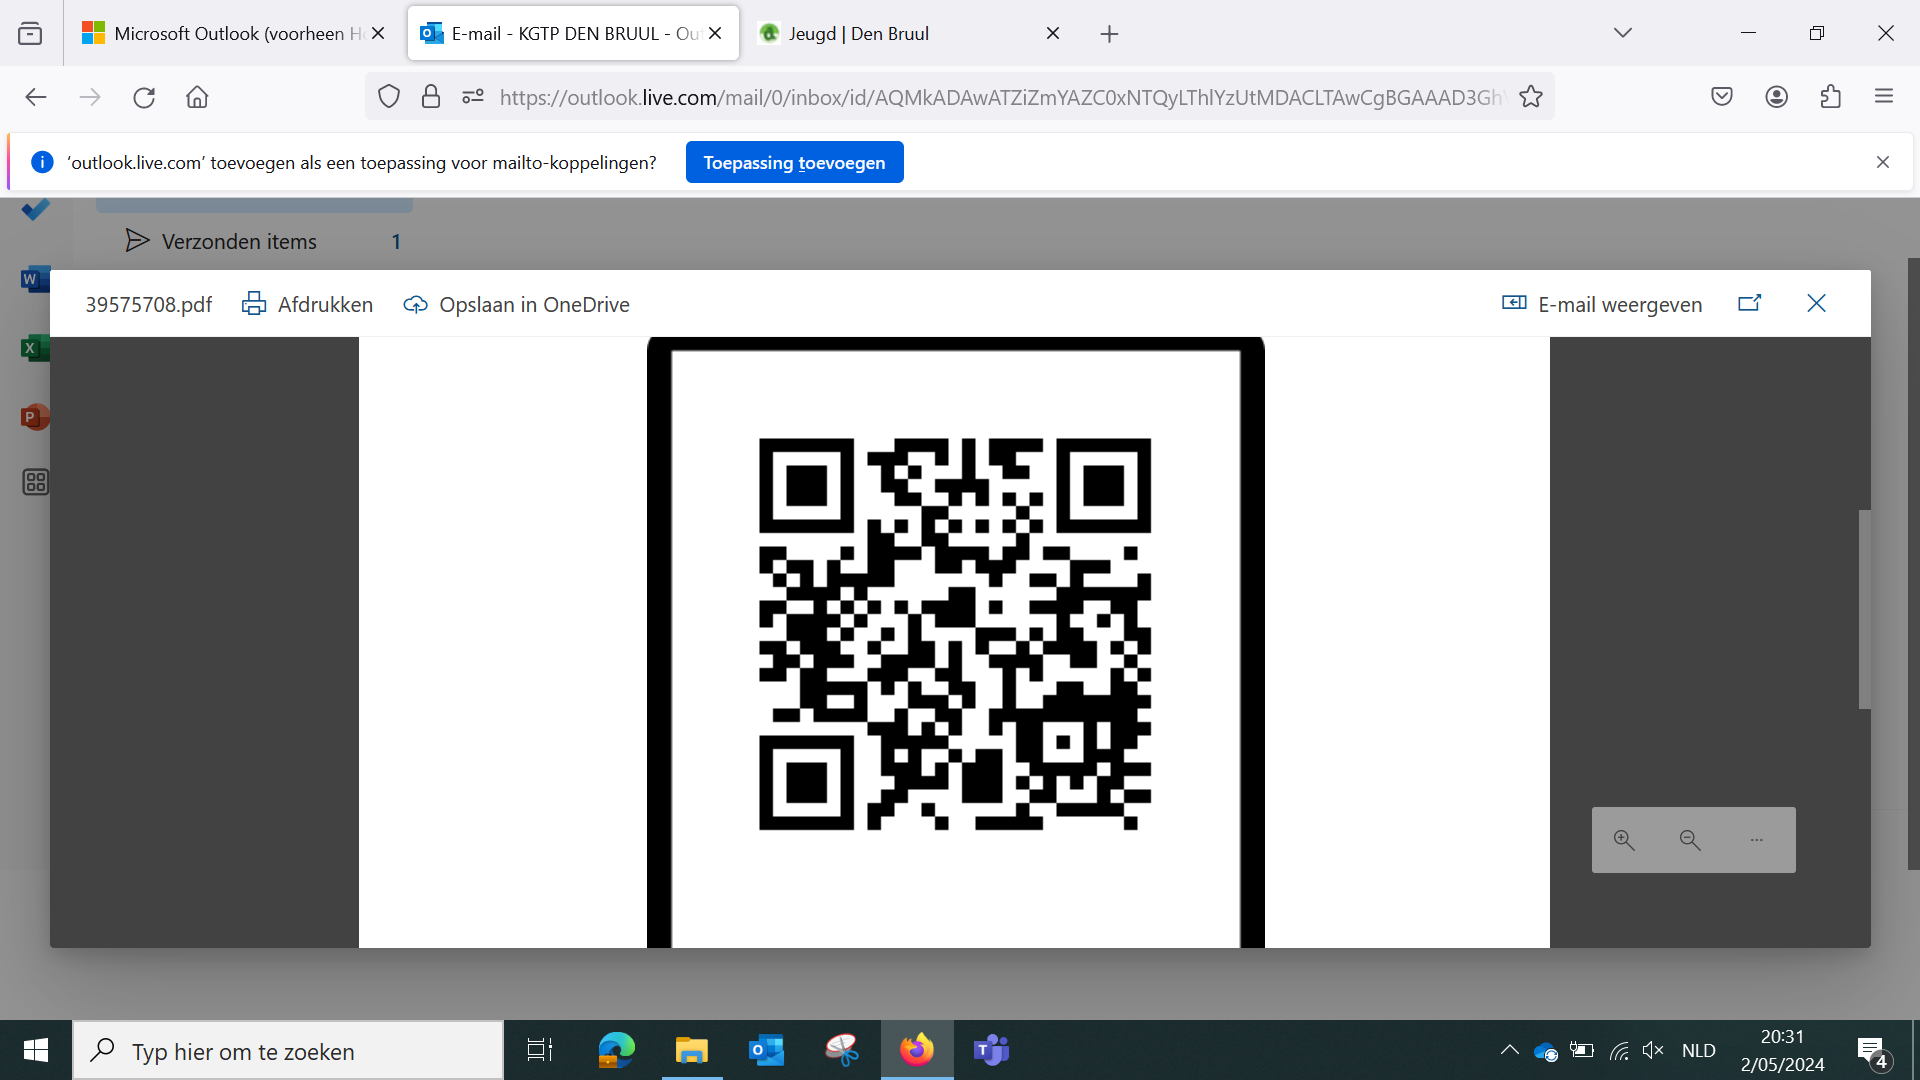 Microsoft Outlook (voorheen H
E-mail - KGTP DEN BRUUL - Ou
Jeugd | Den Bruul
https://outlook.live.com/mail/0/inbox/id/AQMkADAwATZiZmYAZC0xNTQyLThlYzUtMDACLTAwCgBGAAAD3Gh
'outlook.live.com' toevoegen als een toepassing voor mailto-koppelingen?
Toepassing toevoegen
Verzonden items 1
39575708.pdf
Afdrukken
Opslaan in OneDrive
E-mail weergeven
Typ hier om te zoeken
NLD
20:31
2/05/2024
4